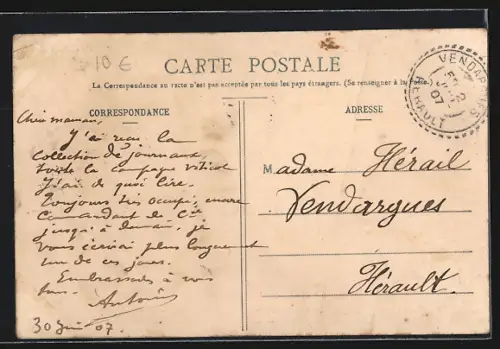 10 €
CARTE POSTALE
La Correspondance au recto n'est pas acceptée par tous les pays étrangers. (Se renseigner à la poste.)
CORRESPONDANCE
Chère maman,
J'ai reçu la
collection de journaux,
toute la campagne viticole
J'ai de quoi lire.
Toujours très occupé, encore
Commandant de Cie
jusqu'à demain, je
vous écrirai plus longuement
un de ces jours.
Embrassades à vous
tous. Antonin
30 Juin 07.
ADRESSE
Madame Hérail
Vendargues
Hérault.
VENDARGUES
07
HERAULT